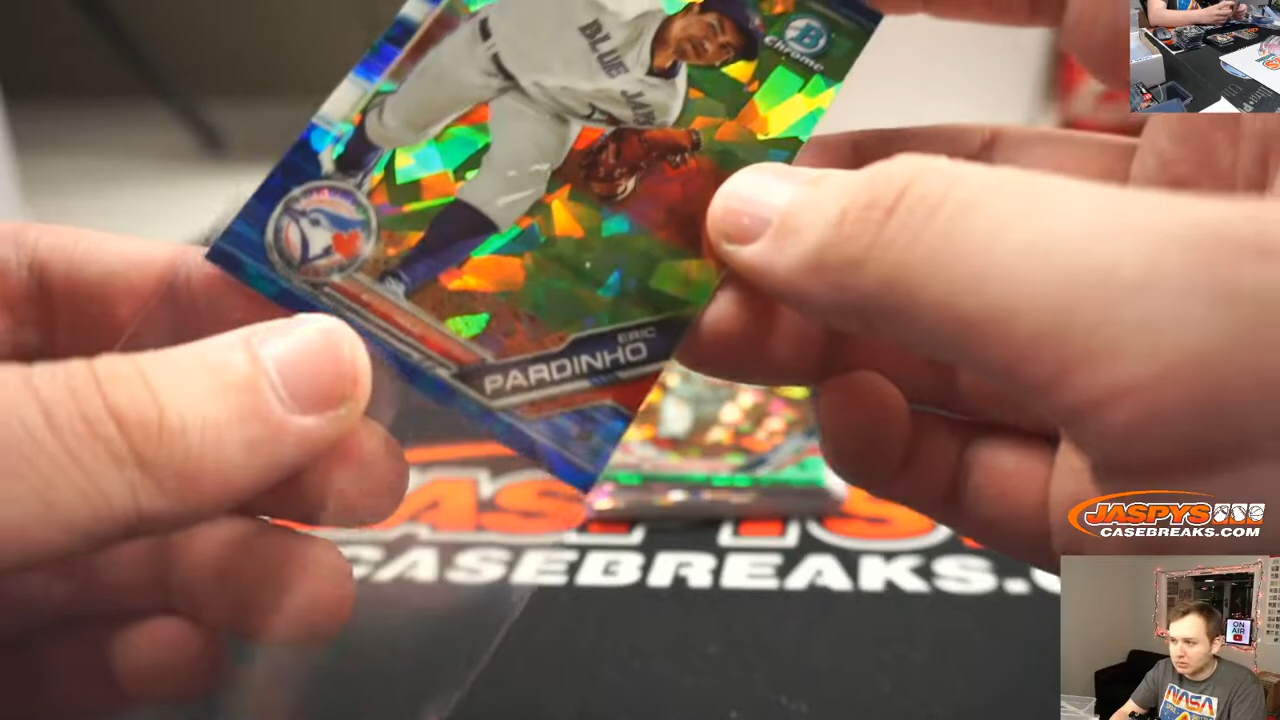 BLUE JAYS
B
Chrome
ERIC
PARDINHO
JASPYS
CASEBREAKS.COM
CASEBREAKS.
ON
AIR
NASA